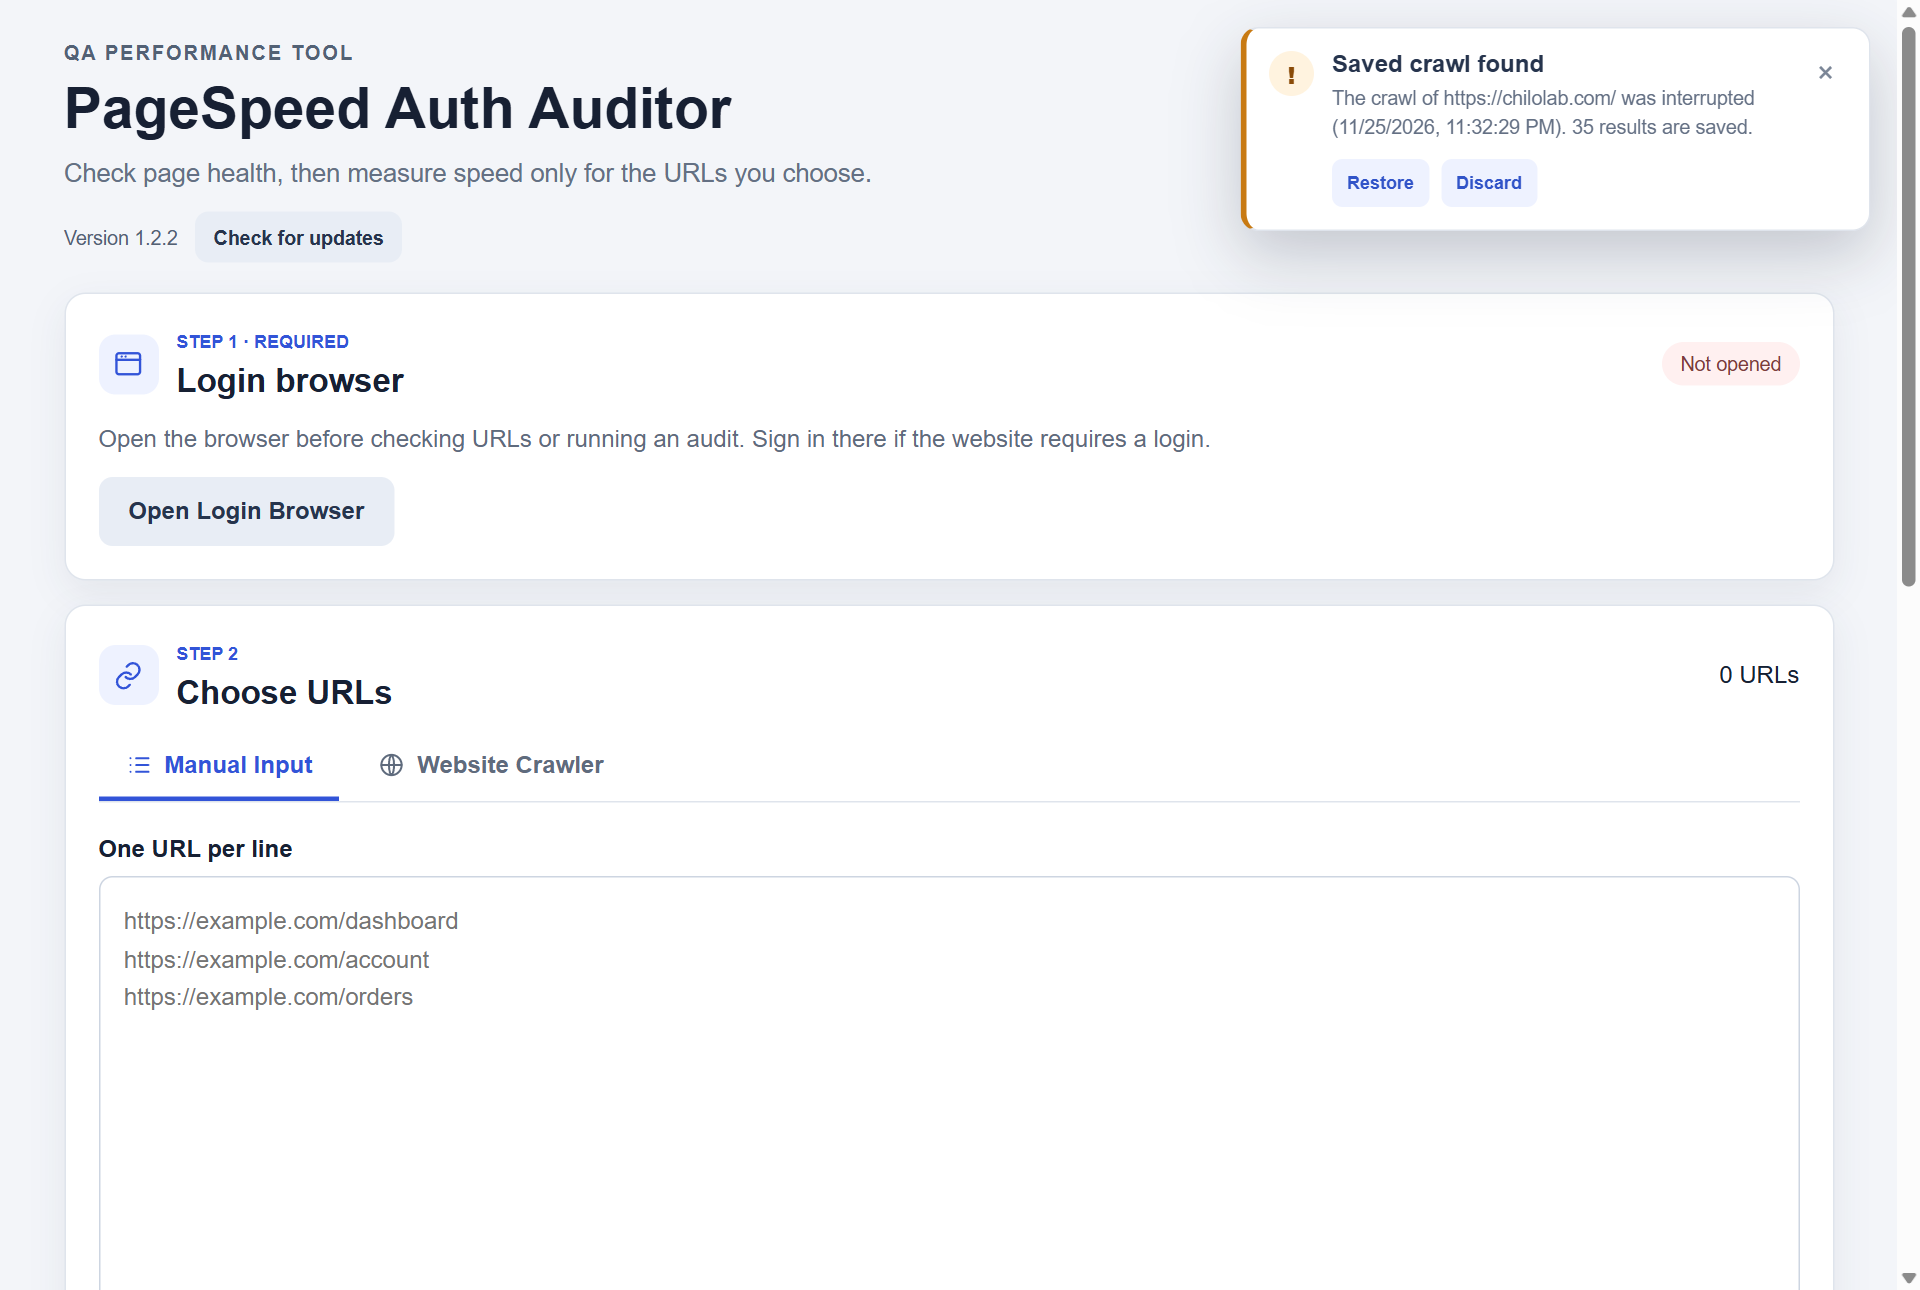 QA PERFORMANCE TOOL
PageSpeed Auth Auditor
Check page health, then measure speed only for the URLs you choose.
Version 1.2.2
Check for updates
!
Saved crawl found
×
The crawl of https://chilolab.com/ was interrupted
(11/25/2026, 11:32:29 PM). 35 results are saved.
Restore
Discard
STEP 1 · REQUIRED
Login browser
Not opened
Open the browser before checking URLs or running an audit. Sign in there if the website requires a login.
Open Login Browser
STEP 2
Choose URLs
0 URLs
Manual Input
Website Crawler
One URL per line
https://example.com/dashboard
https://example.com/account
https://example.com/orders